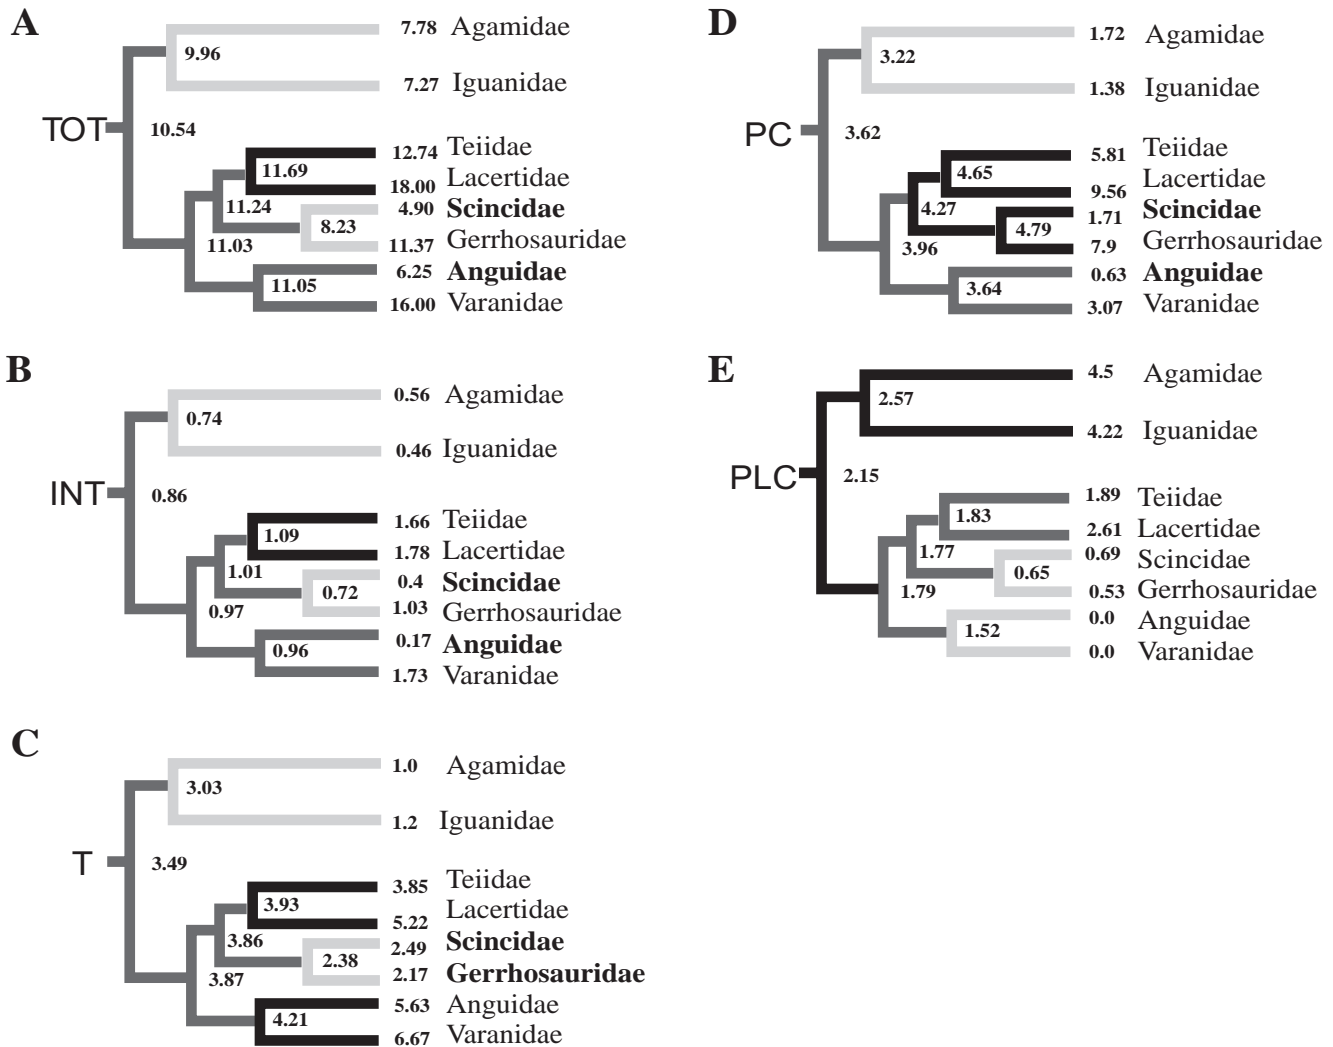 A
7.78 Agamidae
9.96
7.27 Iguanidae
TOT
10.54
12.74 Teiidae
11.69
18.00 Lacertidae
11.24
4.90 Scincidae
8.23
11.03
11.37 Gerrhosauridae
6.25 Anguidae
11.05
16.00 Varanidae
B
0.56 Agamidae
0.74
0.46 Iguanidae
INT
0.86
1.66 Teiidae
1.09
1.78 Lacertidae
1.01
0.4 Scincidae
0.72
0.97
1.03 Gerrhosauridae
0.17 Anguidae
0.96
1.73 Varanidae
C
1.0 Agamidae
3.03
1.2 Iguanidae
T
3.49
3.85 Teiidae
3.93
5.22 Lacertidae
3.86
2.49 Scincidae
2.38
3.87
2.17 Gerrhosauridae
5.63 Anguidae
4.21
6.67 Varanidae
D
1.72 Agamidae
3.22
1.38 Iguanidae
PC
3.62
5.81 Teiidae
4.65
9.56 Lacertidae
4.27
1.71 Scincidae
4.79
3.96
7.9 Gerrhosauridae
0.63 Anguidae
3.64
3.07 Varanidae
E
4.5 Agamidae
2.57
4.22 Iguanidae
PLC
2.15
1.89 Teiidae
1.83
2.61 Lacertidae
1.77
0.69 Scincidae
0.65
1.79
0.53 Gerrhosauridae
0.0 Anguidae
1.52
0.0 Varanidae